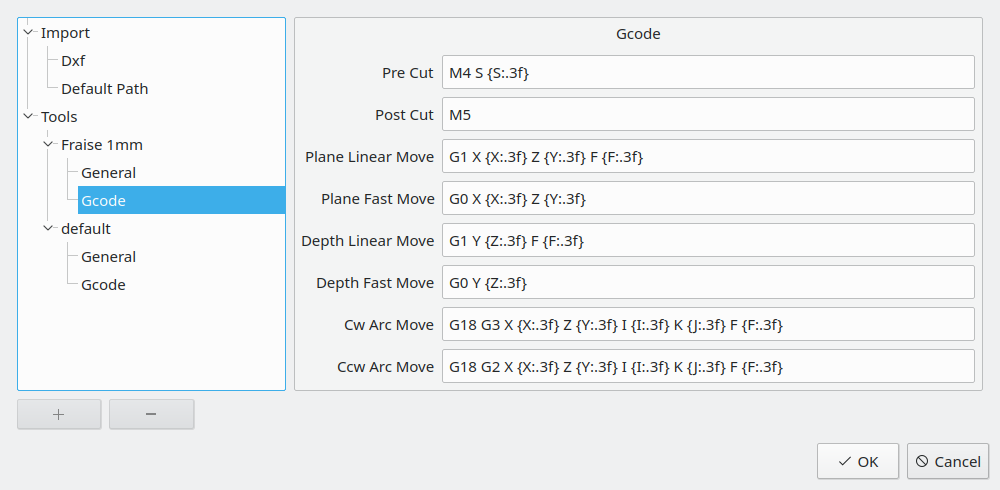 Import
Dxf
Default Path
Tools
Fraise 1mm
General
Gcode
default
General
Gcode
+
−
Gcode
Pre Cut M4 S {S:.3f}
Post Cut M5
Plane Linear Move G1 X {X:.3f} Z {Y:.3f} F {F:.3f}
Plane Fast Move G0 X {X:.3f} Z {Y:.3f}
Depth Linear Move G1 Y {Z:.3f} F {F:.3f}
Depth Fast Move G0 Y {Z:.3f}
Cw Arc Move G18 G3 X {X:.3f} Z {Y:.3f} I {I:.3f} K {J:.3f} F {F:.3f}
Ccw Arc Move G18 G2 X {X:.3f} Z {Y:.3f} I {I:.3f} K {J:.3f} F {F:.3f}
OK Cancel